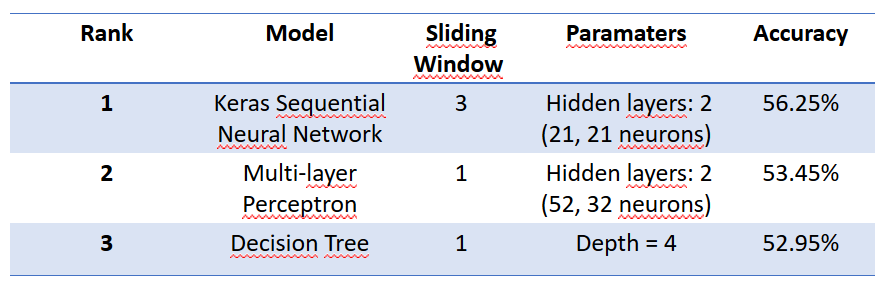 Rank Model Sliding Window Paramaters Accuracy
1 Keras Sequential Neural Network 3 Hidden layers: 2 (21, 21 neurons) 56.25%
2 Multi-layer Perceptron 1 Hidden layers: 2 (52, 32 neurons) 53.45%
3 Decision Tree 1 Depth = 4 52.95%